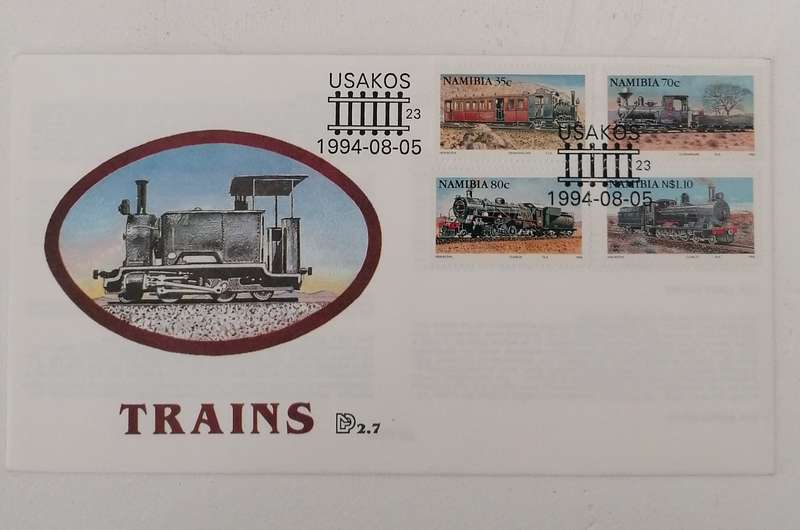 USAKOS
23
1994-08-05
NAMIBIA 35c
NAMIBIA 70c
USAKOS
23
1994-08-05
NAMIBIA 80c
NAMIBIA N$1.10
TRAINS
2.7